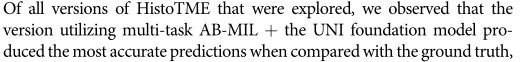 Of all versions of HistoTME that were explored, we observed that the
version utilizing multi-task AB-MIL + the UNI foundation model pro-
duced the most accurate predictions when compared with the ground truth,